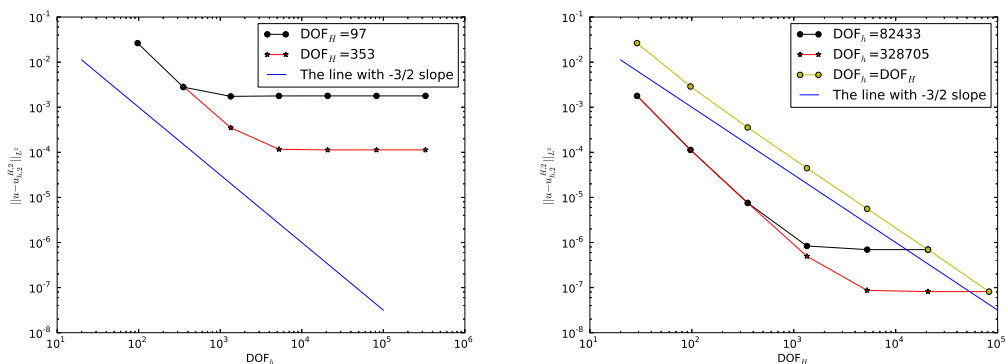 10^{-1}
10^{-2}
10^{-3}
10^{-4}
10^{-5}
10^{-6}
10^{-7}
10^{-8}
||u-u_{h,2}^{H,2}||_{L^2}
DOF_H=97
DOF_H=353
The line with -3/2 slope
10^1 10^2 10^3 10^4 10^5 10^6
DOF_h
10^{-1}
10^{-2}
10^{-3}
10^{-4}
10^{-5}
10^{-6}
10^{-7}
10^{-8}
||u-u_{h,2}^{H,2}||_{L^2}
DOF_h=82433
DOF_h=328705
DOF_h=DOF_H
The line with -3/2 slope
10^1 10^2 10^3 10^4 10^5
DOF_H